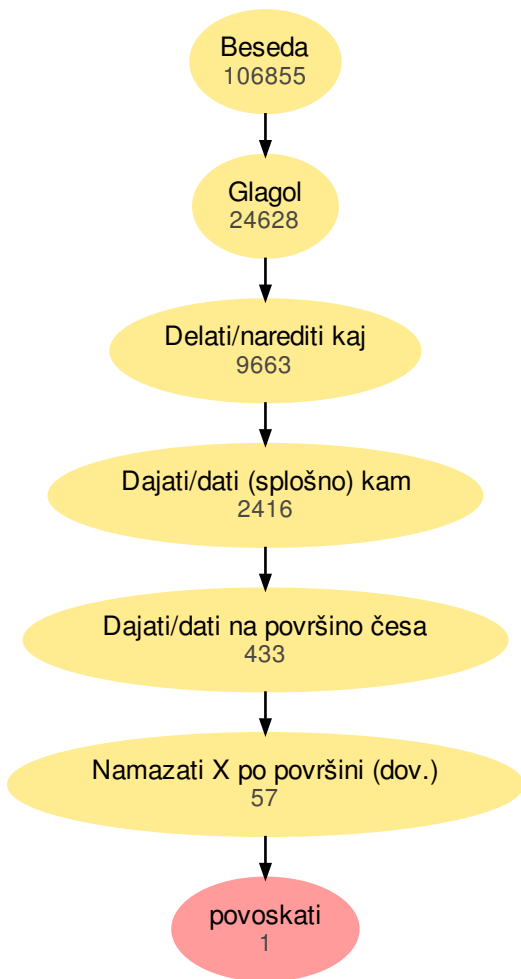 Beseda
106855
Glagol
24628
Delati/narediti kaj
9663
Dajati/dati (splošno) kam
2416
Dajati/dati na površino česa
433
Namazati X po površini (dov.)
57
povoskati
1